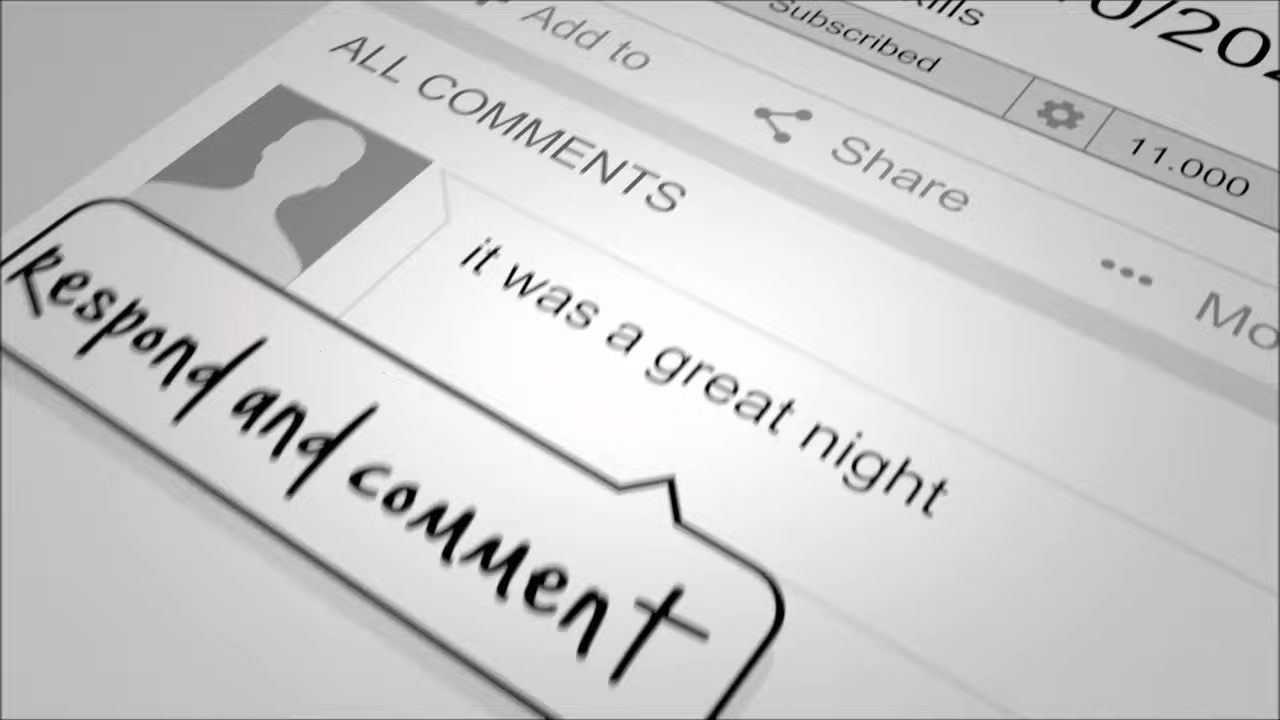 Subscribed
11.000
Add to
Share
ALL COMMENTS
it was a great night
Respond and comment